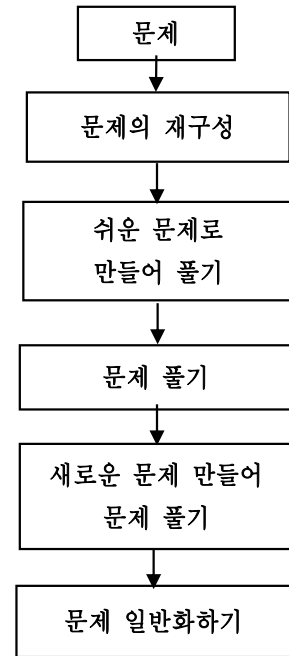 문제
문제의 재구성
쉬운 문제로
만들어 풀기
문제 풀기
새로운 문제 만들어
문제 풀기
문제 일반화하기